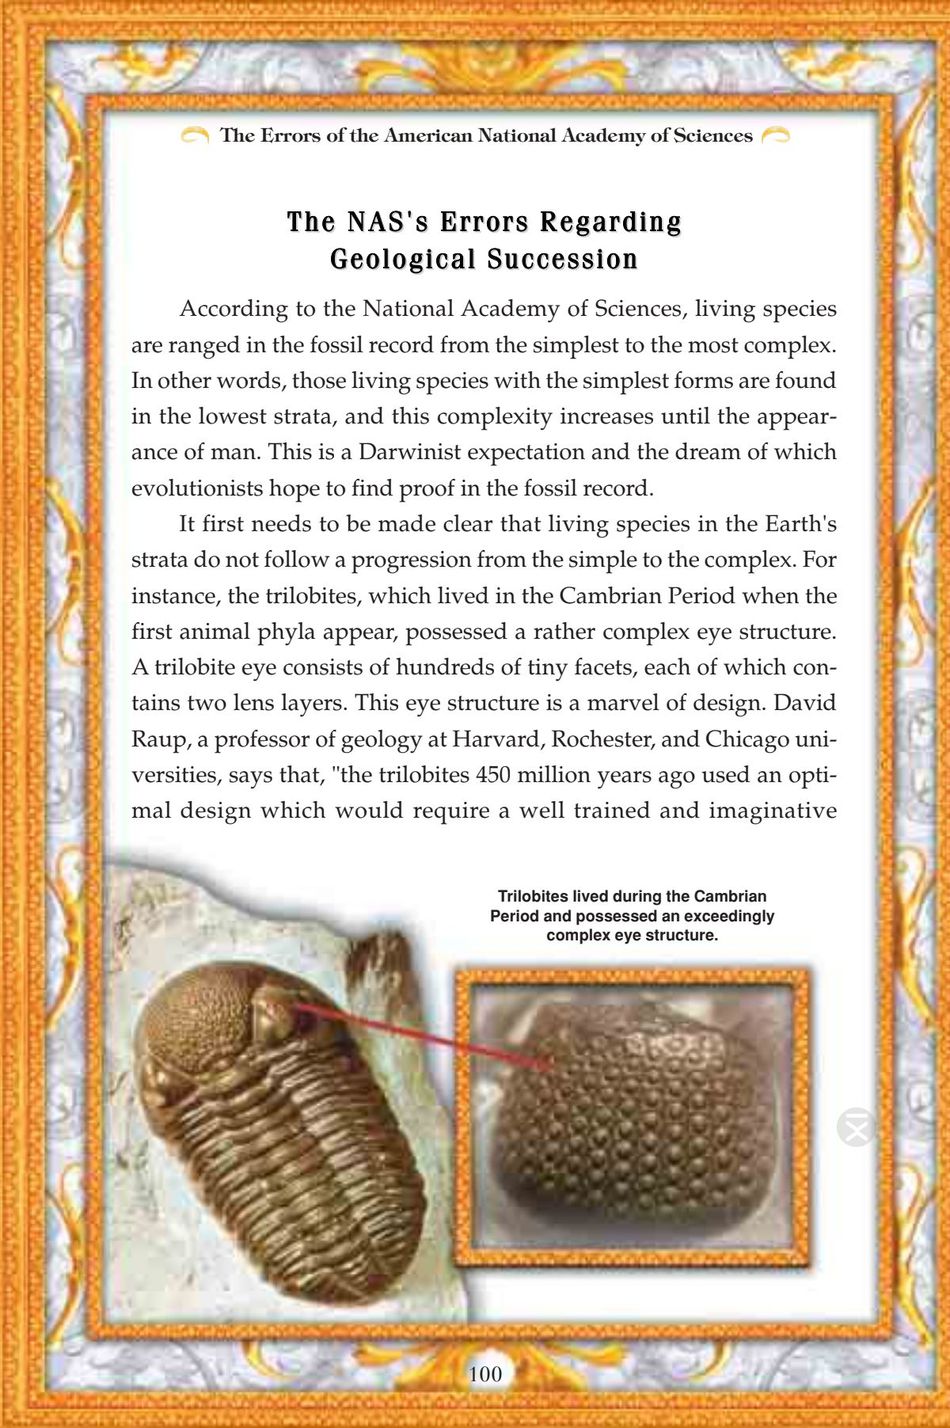 The Errors of the American National Academy of Sciences
The NAS's Errors Regarding
Geological Succession
According to the National Academy of Sciences, living species
are ranged in the fossil record from the simplest to the most complex.
In other words, those living species with the simplest forms are found
in the lowest strata, and this complexity increases until the appear-
ance of man. This is a Darwinist expectation and the dream of which
evolutionists hope to find proof in the fossil record.
It first needs to be made clear that living species in the Earth's
strata do not follow a progression from the simple to the complex. For
instance, the trilobites, which lived in the Cambrian Period when the
first animal phyla appear, possessed a rather complex eye structure.
A trilobite eye consists of hundreds of tiny facets, each of which con-
tains two lens layers. This eye structure is a marvel of design. David
Raup, a professor of geology at Harvard, Rochester, and Chicago uni-
versities, says that, "the trilobites 450 million years ago used an opti-
mal design which would require a well trained and imaginative
Trilobites lived during the Cambrian
Period and possessed an exceedingly
complex eye structure.
100